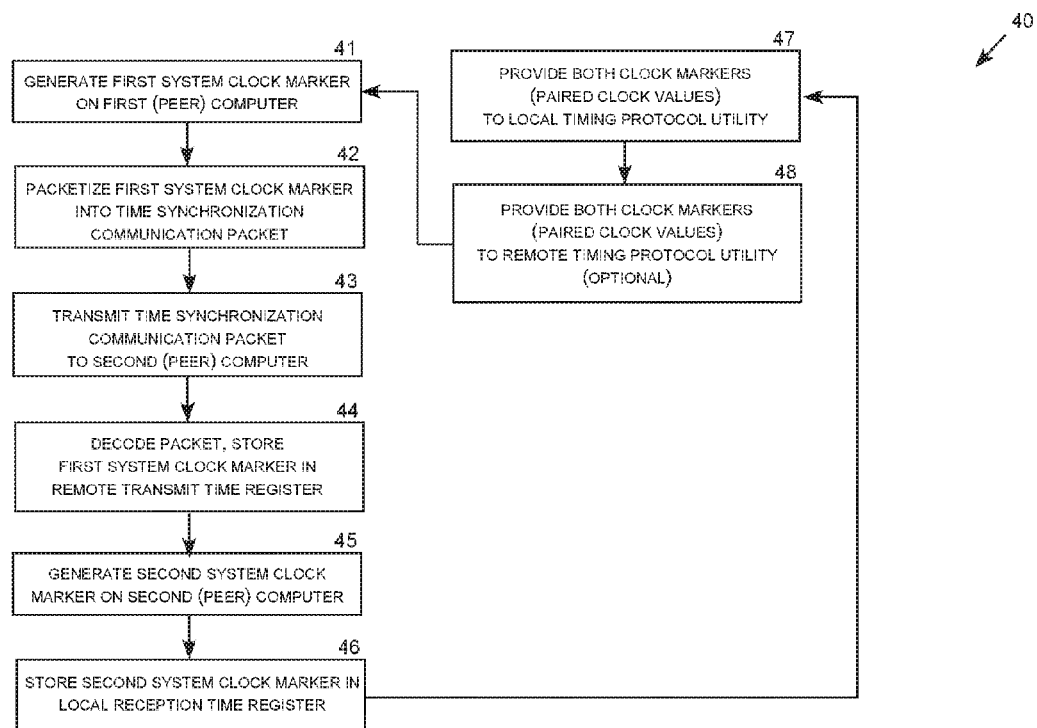 40
41
GENERATE FIRST SYSTEM CLOCK MARKER
ON FIRST (PEER) COMPUTER
42
PACKETIZE FIRST SYSTEM CLOCK MARKER
INTO TIME SYNCHRONIZATION
COMMUNICATION PACKET
43
TRANSMIT TIME SYNCHRONIZATION
COMMUNICATION PACKET
TO SECOND (PEER) COMPUTER
44
DECODE PACKET, STORE
FIRST SYSTEM CLOCK MARKER IN
REMOTE TRANSMIT TIME REGISTER
45
GENERATE SECOND SYSTEM CLOCK
MARKER ON SECOND (PEER) COMPUTER
46
STORE SECOND SYSTEM CLOCK MARKER IN
LOCAL RECEPTION TIME REGISTER
47
PROVIDE BOTH CLOCK MARKERS
(PAIRED CLOCK VALUES)
TO LOCAL TIMING PROTOCOL UTILITY
48
PROVIDE BOTH CLOCK MARKERS
(PAIRED CLOCK VALUES)
TO REMOTE TIMING PROTOCOL UTILITY
(OPTIONAL)